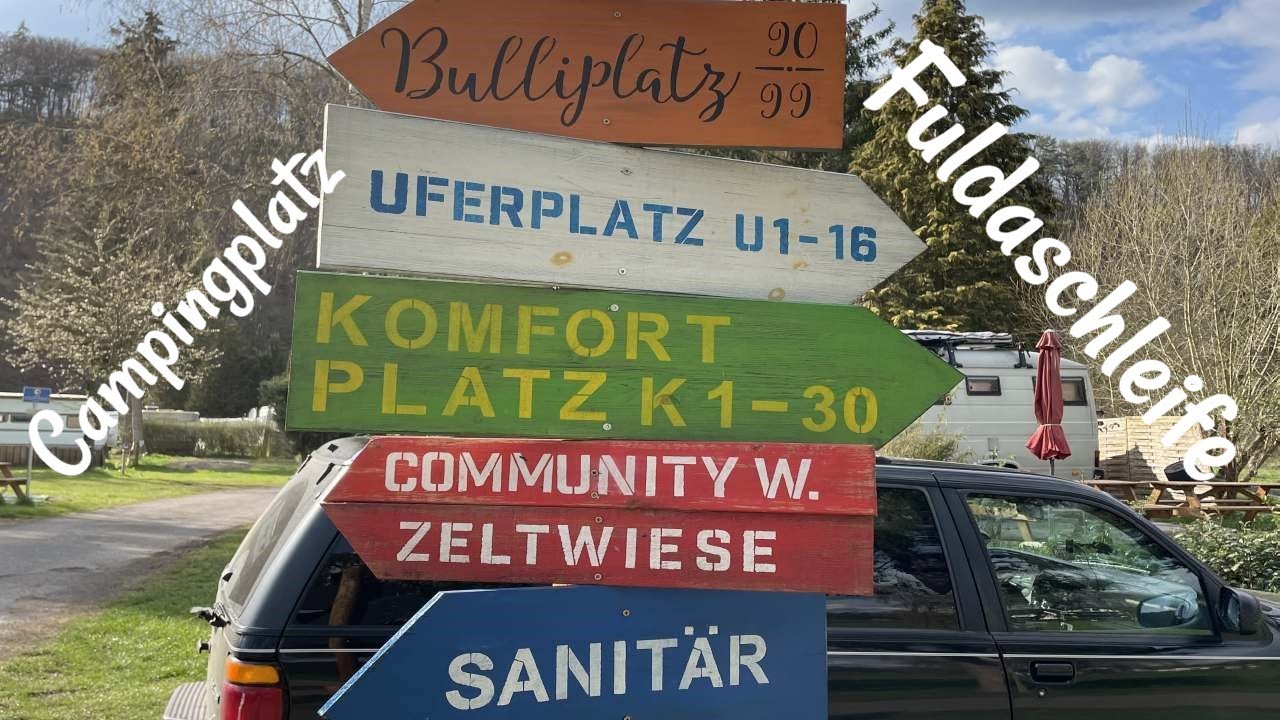 Campingplatz
Fuldaschleife
Bulliplatz 90/99
UFERPLATZ U1-16
KOMFORT
PLATZ K1-30
COMMUNITY W.
ZELTWIESE
SANITÄR